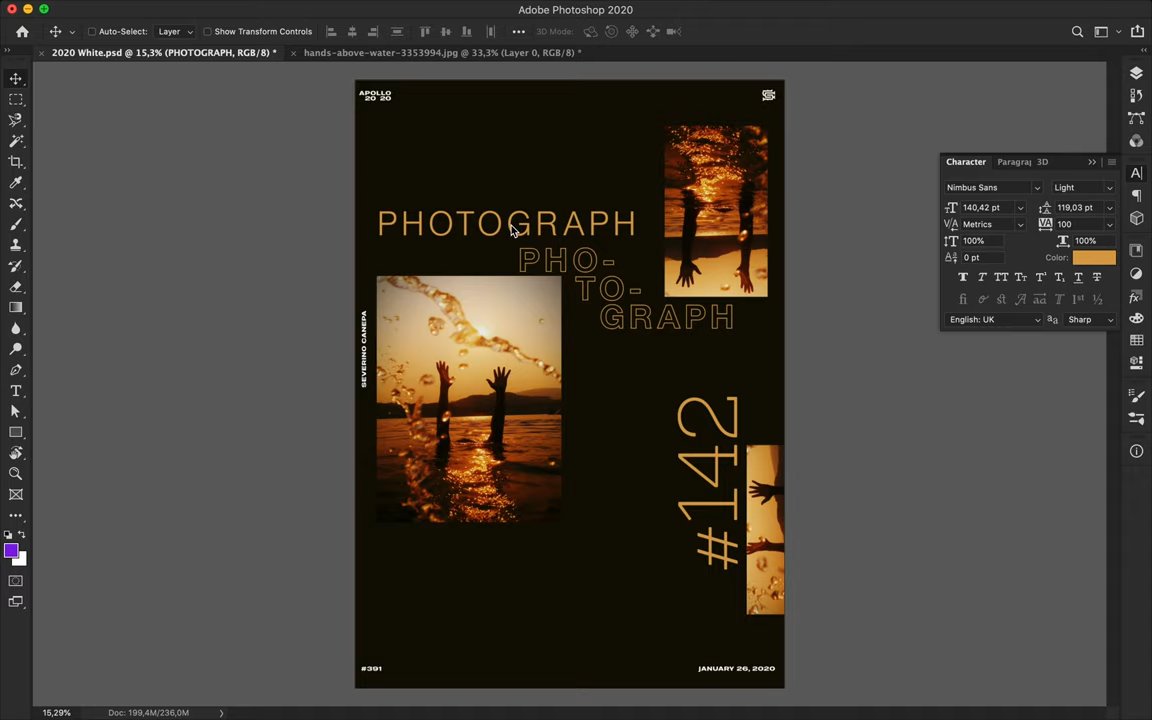 Adobe Photoshop 2020
Auto-Select: Layer Show Transform Controls 3D Mode:
2020 White.psd @ 15,3% (PHOTOGRAPH, RGB/8) * hands-above-water-3353994.jpg @ 33,3% (Layer 0, RGB/8) *
APOLLO
20 20
PHOTOGRAPH
PHO-
TO-
GRAPH
SEVERINO CANEPA
#142
#391
JANUARY 26, 2020
Character Paragra 3D
Nimbus Sans Light
140,42 pt 119,03 pt
Metrics 100
100% 100%
0 pt Color:
English: UK Sharp
15,29% Doc: 199,4M/236,0M